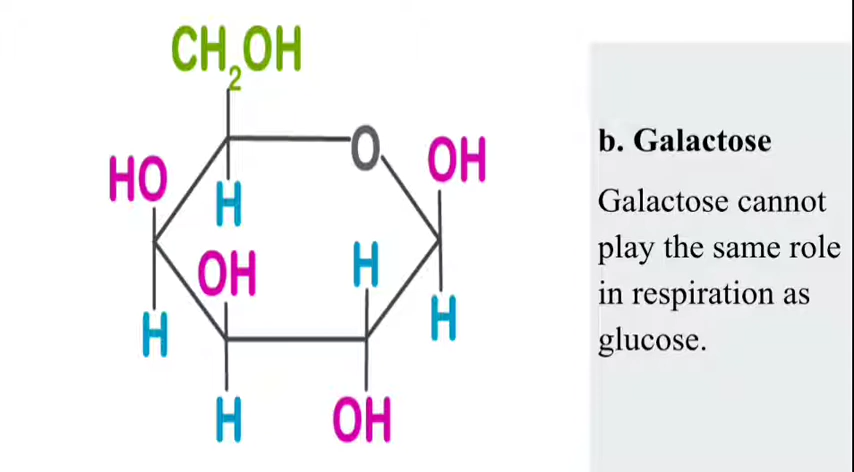 CH₂OH
O
OH
HO
H
OH
H
H
H
H
OH
b. Galactose
Galactose cannot
play the same role
in respiration as
glucose.